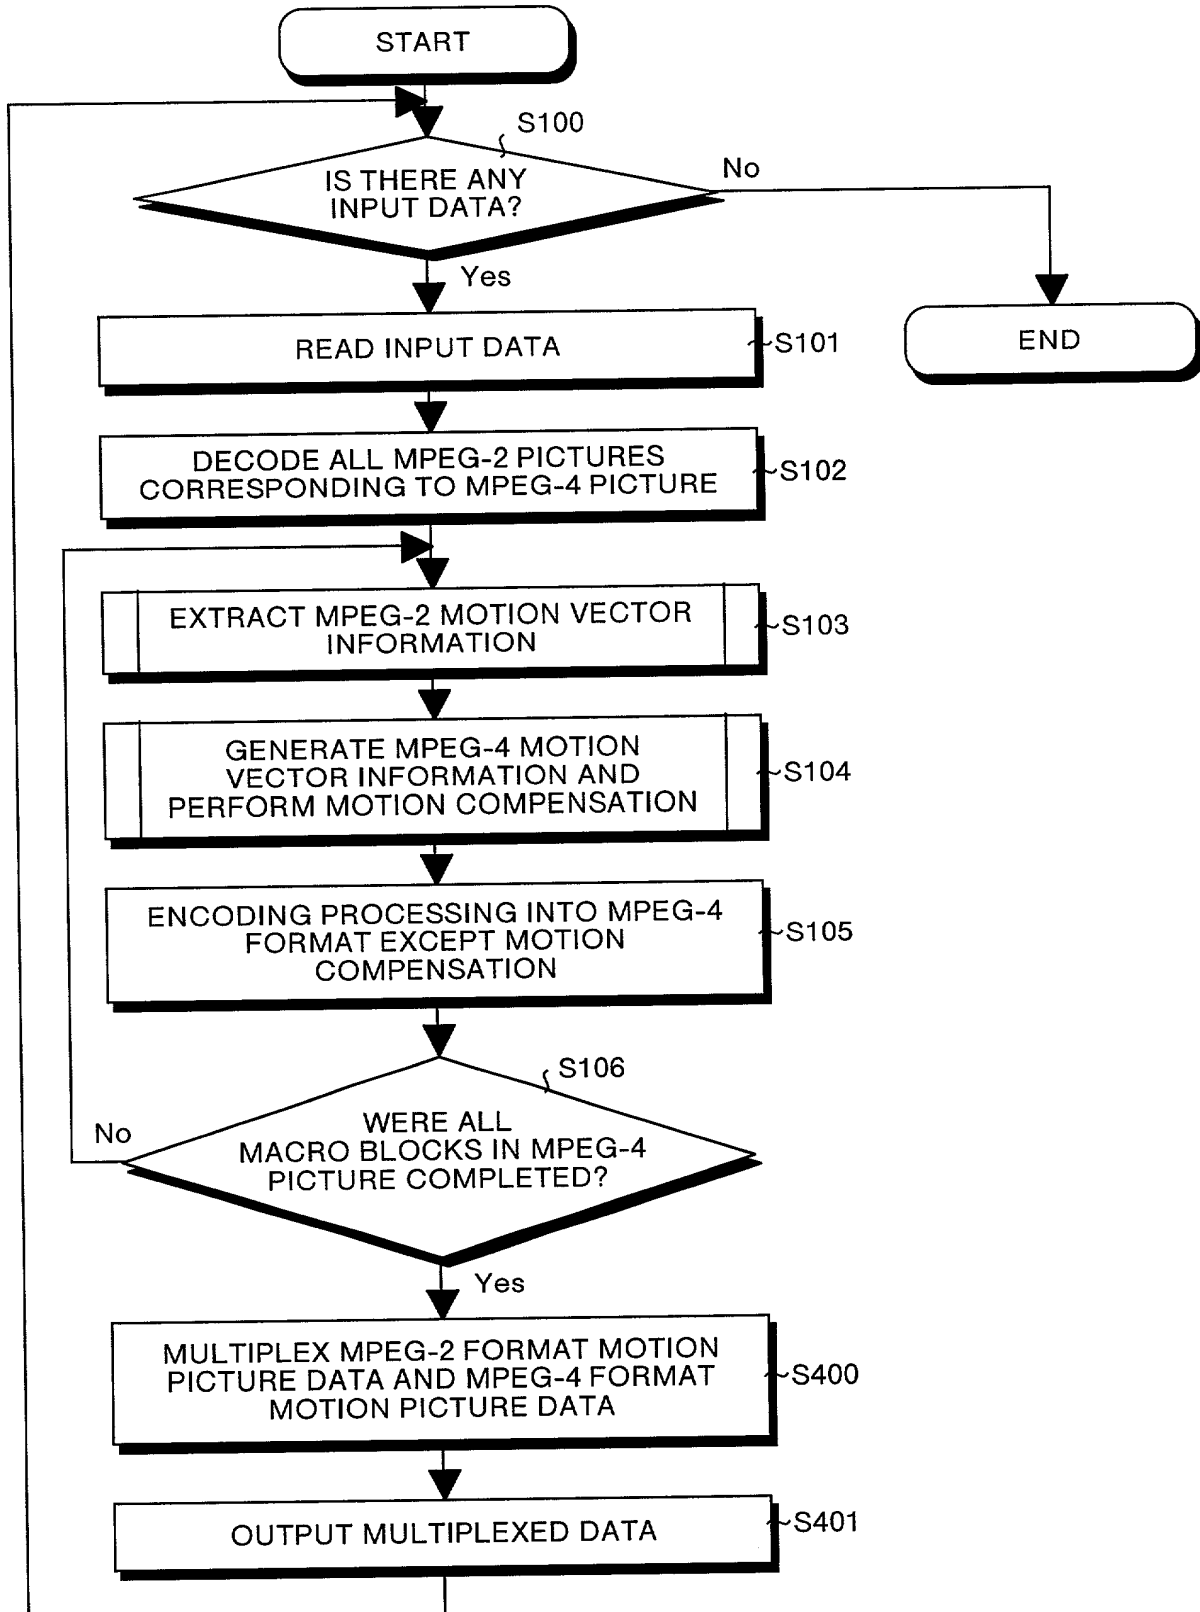 START
S100
IS THERE ANY
INPUT DATA?
No
Yes
READ INPUT DATA
S101
END
DECODE ALL MPEG-2 PICTURES
CORRESPONDING TO MPEG-4 PICTURE
S102
EXTRACT MPEG-2 MOTION VECTOR
INFORMATION
S103
GENERATE MPEG-4 MOTION
VECTOR INFORMATION AND
PERFORM MOTION COMPENSATION
S104
ENCODING PROCESSING INTO MPEG-4
FORMAT EXCEPT MOTION
COMPENSATION
S105
S106
WERE ALL
MACRO BLOCKS IN MPEG-4
PICTURE COMPLETED?
No
Yes
MULTIPLEX MPEG-2 FORMAT MOTION
PICTURE DATA AND MPEG-4 FORMAT
MOTION PICTURE DATA
S400
OUTPUT MULTIPLEXED DATA
S401